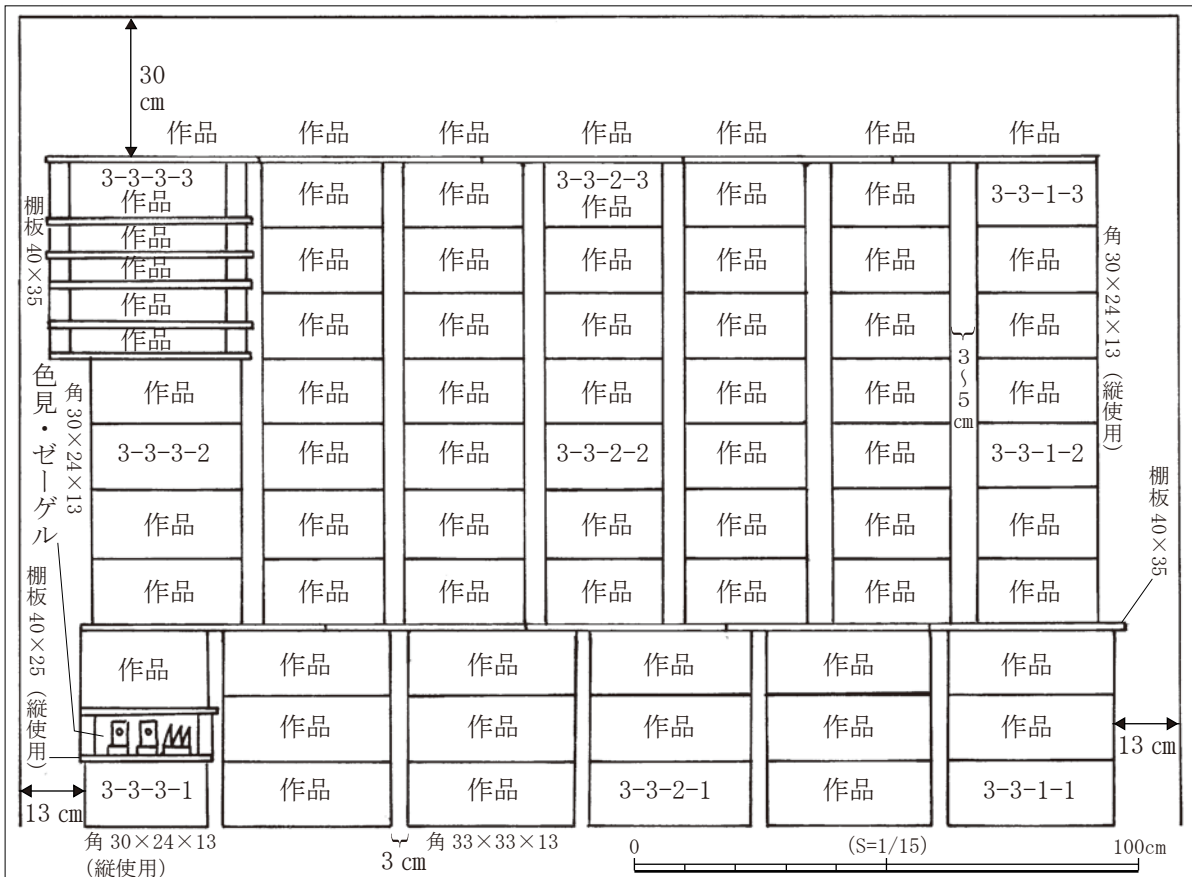 30
cm
作品 作品 作品 作品 作品 作品 作品
3-3-3-3 3-3-2-3
作品 作品 作品 作品 作品 作品 3-3-1-3
棚板 40×35
作品
作品 作品 作品 作品 作品 作品 作品
角 30×24×13 (縦使用)
作品
作品 作品 作品 作品 作品 作品 作品
3~5
cm
色見・ゼーゲル
角 30×24×13
作品 作品 作品 作品 作品 作品 作品
3-3-3-2 作品 作品 3-3-2-2 作品 作品 3-3-1-2
棚板 40×35
作品 作品 作品 作品 作品 作品 作品
作品 作品 作品 作品 作品 作品 作品
棚板 40×25 (縦使用)
作品 作品 作品 作品 作品 作品
作品 作品 作品 作品 作品
13 cm
3-3-3-1 作品 作品 3-3-2-1 作品 3-3-1-1
13 cm
角 30×24×13
(縦使用)
3 cm
角 33×33×13
0 (S=1/15) 100cm